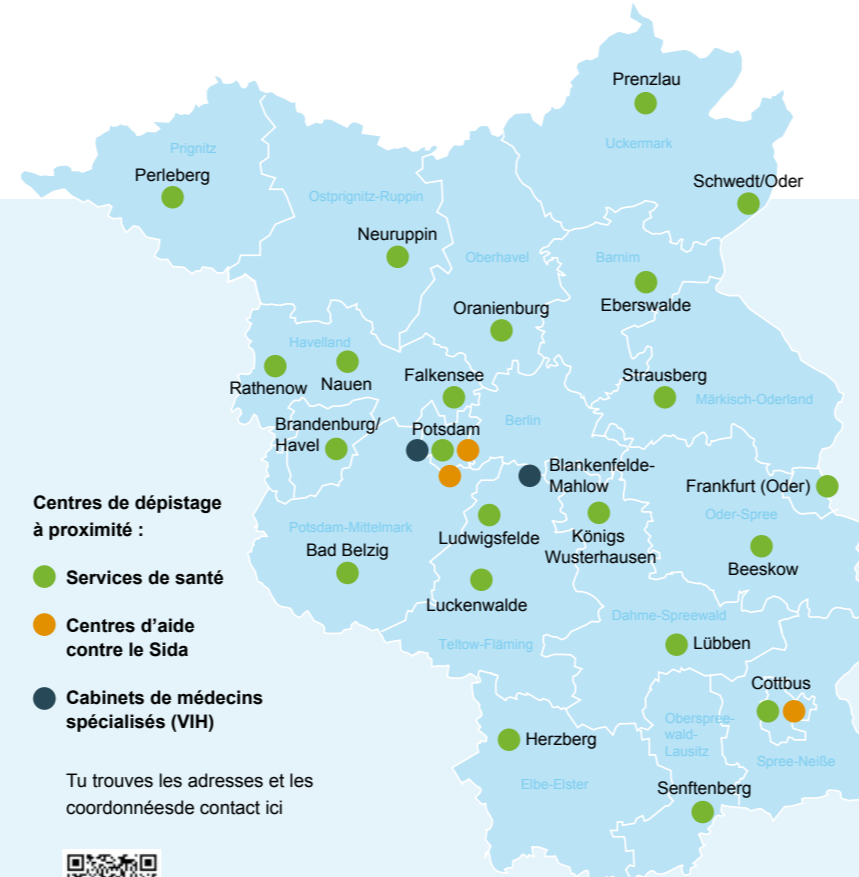 Prenzlau
Uckermark
Prignitz
Perleberg
Schwedt/Oder
Ostprignitz-Ruppin
Neuruppin
Oberhavel
Barnim
Eberswalde
Oranienburg
Havelland
Rathenow
Nauen
Falkensee
Strausberg
Märkisch-Oderland
Berlin
Brandenburg/
Havel
Potsdam
Blankenfelde-
Mahlow
Frankfurt (Oder)
Oder-Spree
Centres de dépistage
à proximité :
Potsdam-Mittelmark
Bad Belzig
Ludwigsfelde
Königs
Wusterhausen
Beeskow
Services de santé
Luckenwalde
Dahme-Spreewald
Centres d’aide
contre le Sida
Teltow-Fläming
Lübben
Cottbus
Cabinets de médecins
spécialisés (VIH)
Herzberg
Oberspree-
wald-
Lausitz
Spree-Neiße
Elbe-Elster
Senftenberg
Tu trouves les adresses et les
coordonnéesde contact ici